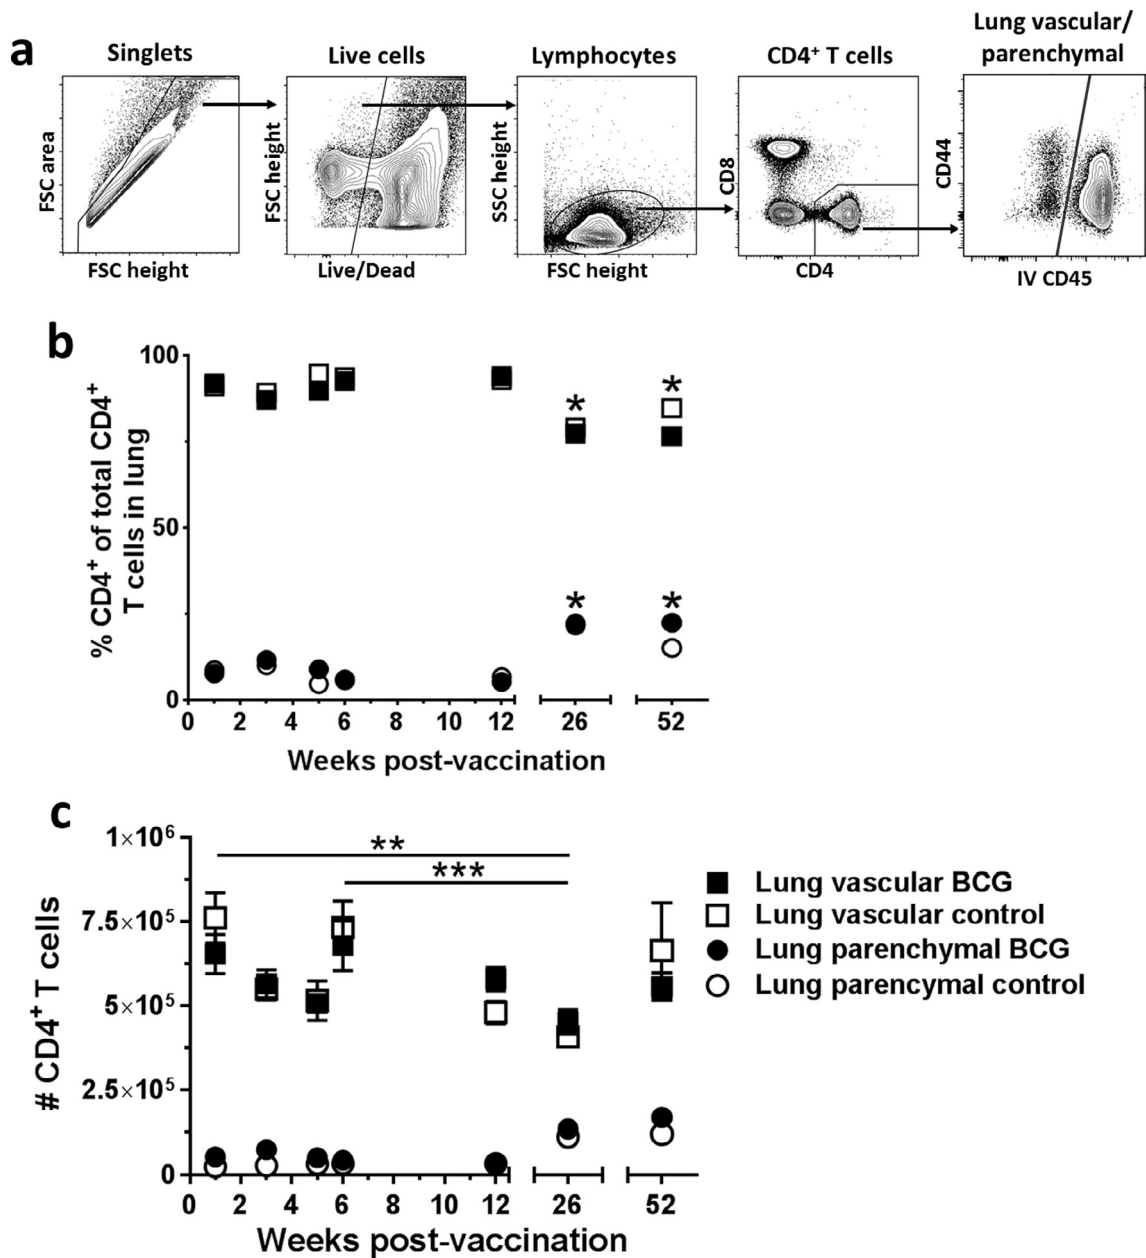 a
Singlets
Live cells
Lymphocytes
CD4⁺ T cells
Lung vascular/
parenchymal
FSC area
FSC height
FSC height
Live/Dead
SSC height
FSC height
CD8
CD4
CD44
IV CD45
b
% CD4⁺ of total CD4⁺
T cells in lung
100
50
0
* *
* *
0 2 4 6 8 10 12 26 52
Weeks post-vaccination
c
# CD4⁺ T cells
1×10⁶
7.5×10⁵
5×10⁵
2.5×10⁵
0
**
***
0 2 4 6 8 10 12 26 52
Weeks post-vaccination
Lung vascular BCG
Lung vascular control
Lung parenchymal BCG
Lung parencymal control